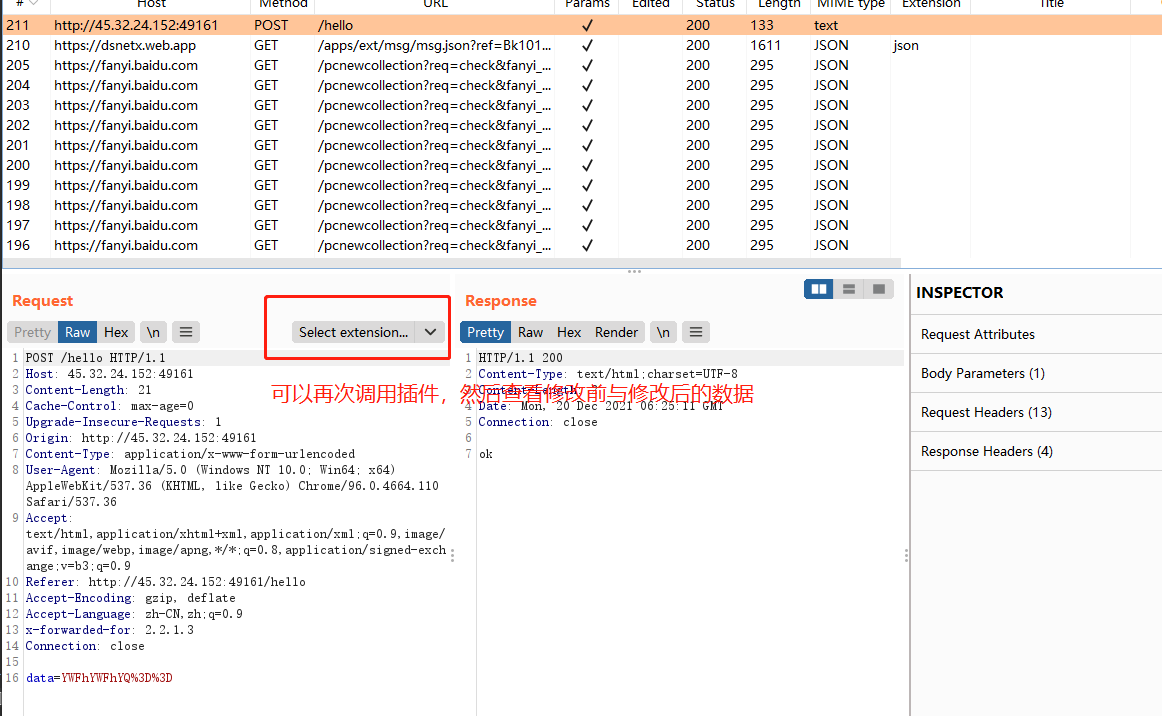 # Host Method URL Params Edited Status Length MIME type Extension Title
211 http://45.32.24.152:49161 POST /hello ✓ 200 133 text
210 https://dsnetx.web.app GET /apps/ext/msg/msg.json?ref=Bk101... ✓ 200 1611 JSON json
205 https://fanyi.baidu.com GET /pcnewcollection?req=check&fanyi_... ✓ 200 295 JSON
204 https://fanyi.baidu.com GET /pcnewcollection?req=check&fanyi_... ✓ 200 295 JSON
203 https://fanyi.baidu.com GET /pcnewcollection?req=check&fanyi_... ✓ 200 295 JSON
202 https://fanyi.baidu.com GET /pcnewcollection?req=check&fanyi_... ✓ 200 295 JSON
201 https://fanyi.baidu.com GET /pcnewcollection?req=check&fanyi_... ✓ 200 295 JSON
200 https://fanyi.baidu.com GET /pcnewcollection?req=check&fanyi_... ✓ 200 295 JSON
199 https://fanyi.baidu.com GET /pcnewcollection?req=check&fanyi_... ✓ 200 295 JSON
198 https://fanyi.baidu.com GET /pcnewcollection?req=check&fanyi_... ✓ 200 295 JSON
197 https://fanyi.baidu.com GET /pcnewcollection?req=check&fanyi_... ✓ 200 295 JSON
196 https://fanyi.baidu.com GET /pcnewcollection?req=check&fanyi_... ✓ 200 295 JSON
Request
Pretty Raw Hex \n
Select extension...
1 POST /hello HTTP/1.1
2 Host: 45.32.24.152:49161
3 Content-Length: 21
4 Cache-Control: max-age=0
5 Upgrade-Insecure-Requests: 1
6 Origin: http://45.32.24.152:49161
7 Content-Type: application/x-www-form-urlencoded
8 User-Agent: Mozilla/5.0 (Windows NT 10.0; Win64; x64)
AppleWebKit/537.36 (KHTML, like Gecko) Chrome/96.0.4664.110
Safari/537.36
9 Accept:
text/html,application/xhtml+xml,application/xml;q=0.9,image/
avif,image/webp,image/apng,*/*;q=0.8,application/signed-exch
ange;v=b3;q=0.9
10 Referer: http://45.32.24.152:49161/hello
11 Accept-Encoding: gzip, deflate
12 Accept-Language: zh-CN,zh;q=0.9
13 x-forwarded-for: 2.2.1.3
14 Connection: close
15
16 data=YWFhYWFhYQ%3D%3D
可以再次调用插件，然后查看修改前与修改后的数据
Response
Pretty Raw Hex Render \n
1 HTTP/1.1 200
2 Content-Type: text/html;charset=UTF-8
3 Content-Length:
4 Date: Mon, 20 Dec 2021 06:25:11 GMT
5 Connection: close
6
7 ok
INSPECTOR
Request Attributes
Body Parameters (1)
Request Headers (13)
Response Headers (4)